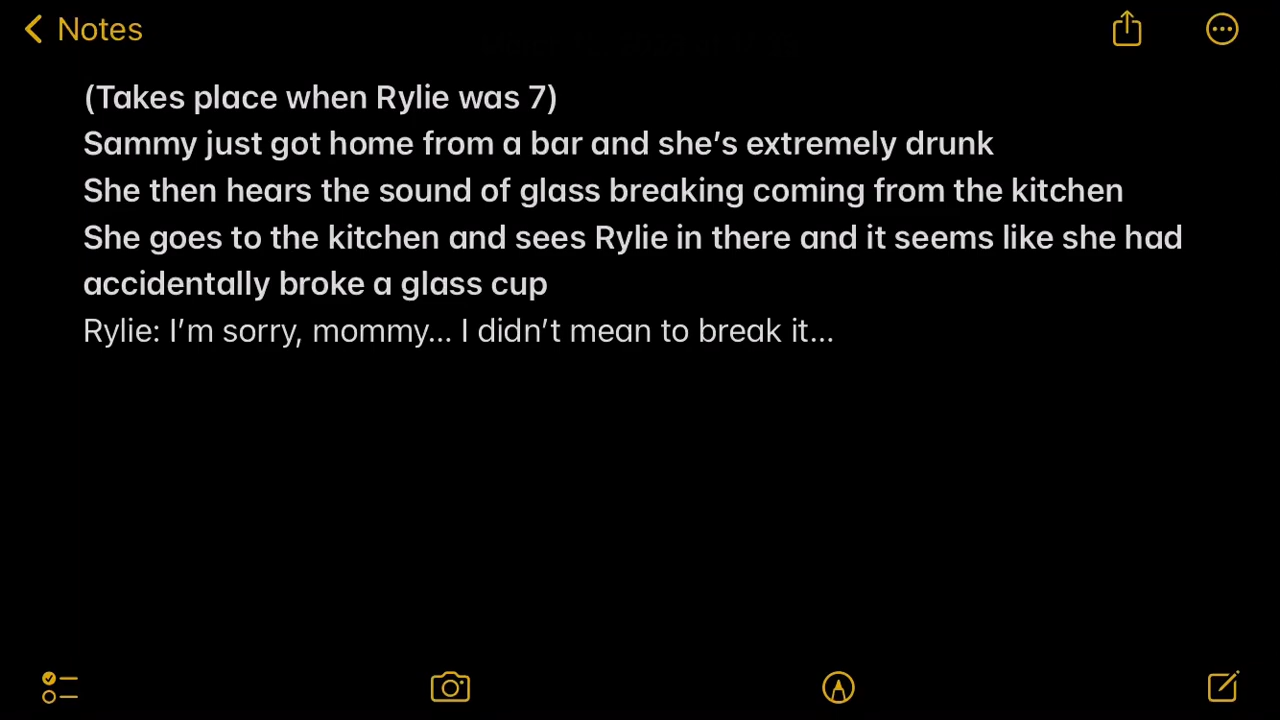 Notes
(Takes place when Rylie was 7)
Sammy just got home from a bar and she’s extremely drunk
She then hears the sound of glass breaking coming from the kitchen
She goes to the kitchen and sees Rylie in there and it seems like she had
accidentally broke a glass cup
Rylie: I’m sorry, mommy... I didn’t mean to break it...